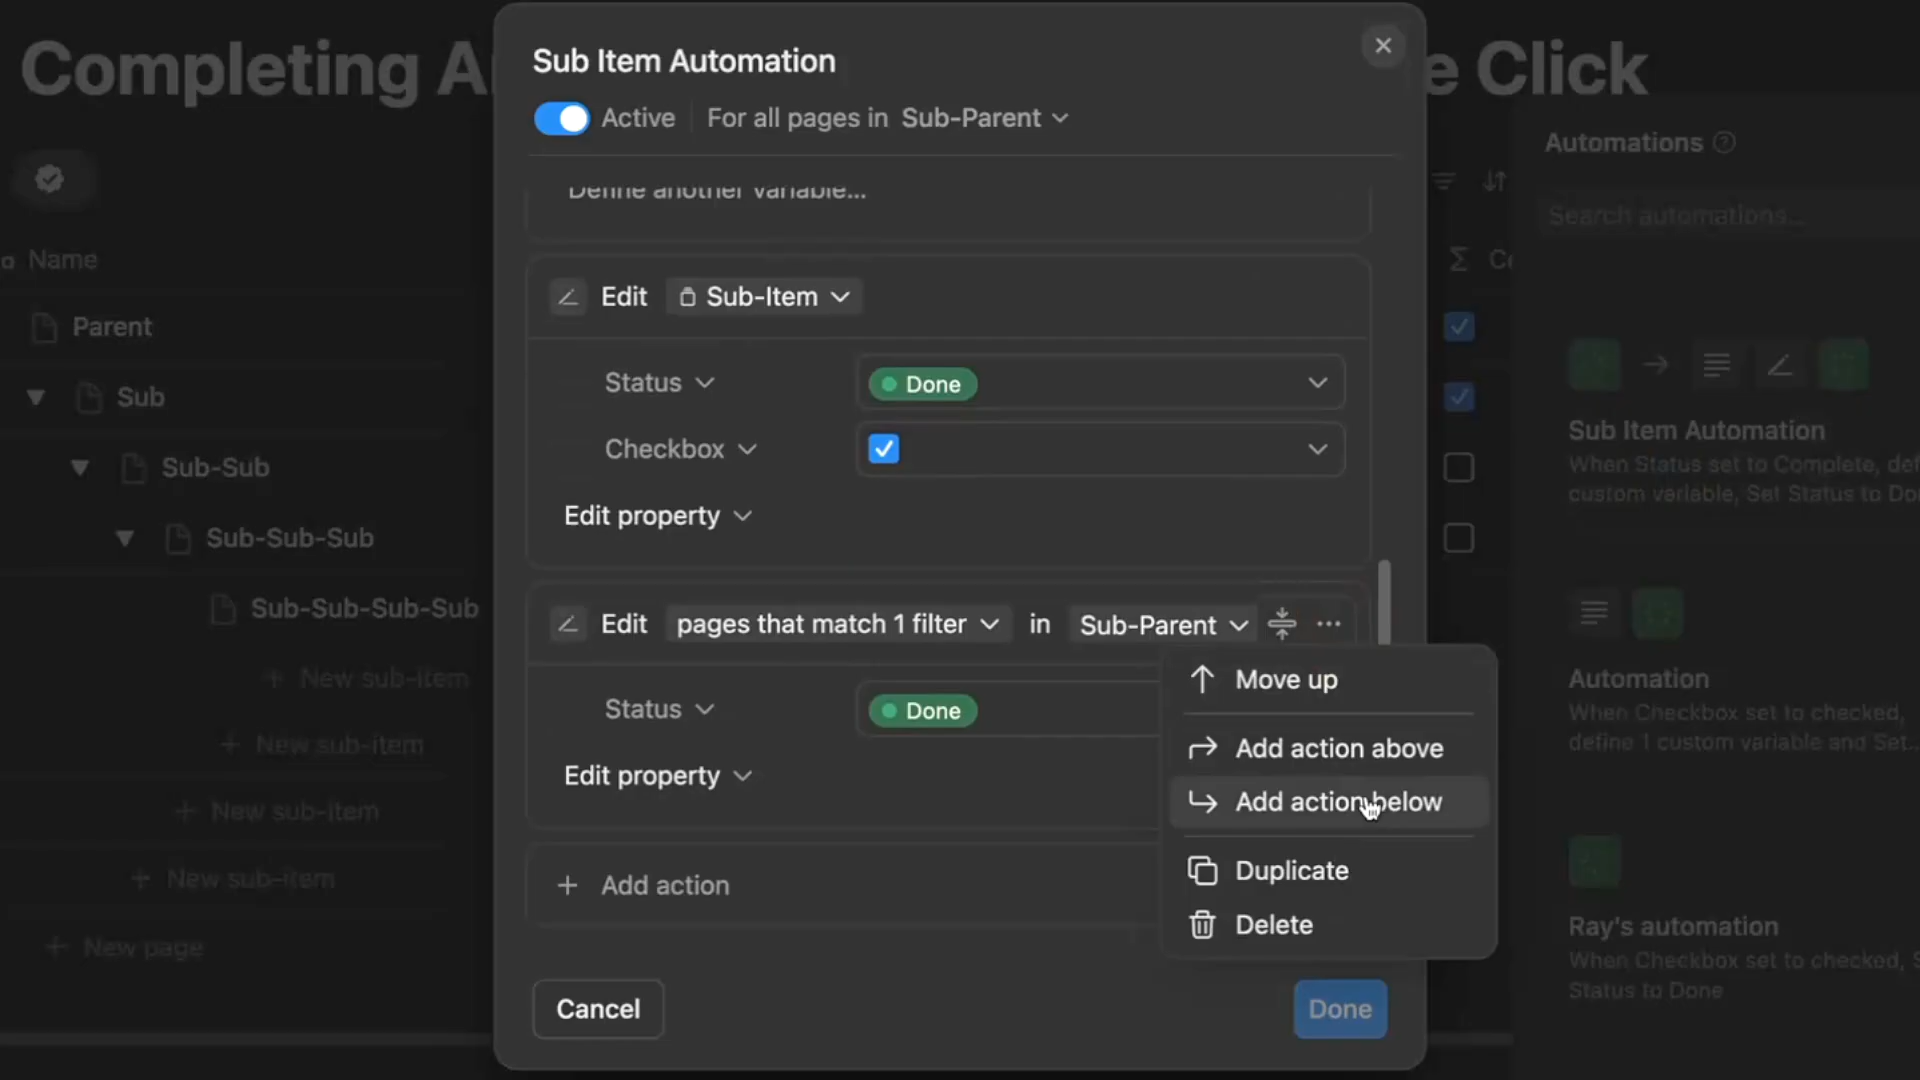 Completing A
e Click
Sub Item Automation
Active
For all pages in Sub-Parent
Define another variable...
Edit Sub-Item
Status
Done
Checkbox
Edit property
Edit pages that match 1 filter in Sub-Parent
Status
Done
Edit property
Add action
Move up
Add action above
Add action below
Duplicate
Delete
Cancel
Done
Name
Parent
Sub
Sub-Sub
Sub-Sub-Sub
Sub-Sub-Sub-Sub
New sub-item
New sub-item
New sub-item
New sub-item
New page
Automations
Search automations...
Sub Item Automation
When Status set to Complete, def
custom variable, Set Status to Do
Automation
When Checkbox set to checked,
define 1 custom variable and Set...
Ray's automation
When Checkbox set to checked, S
Status to Done